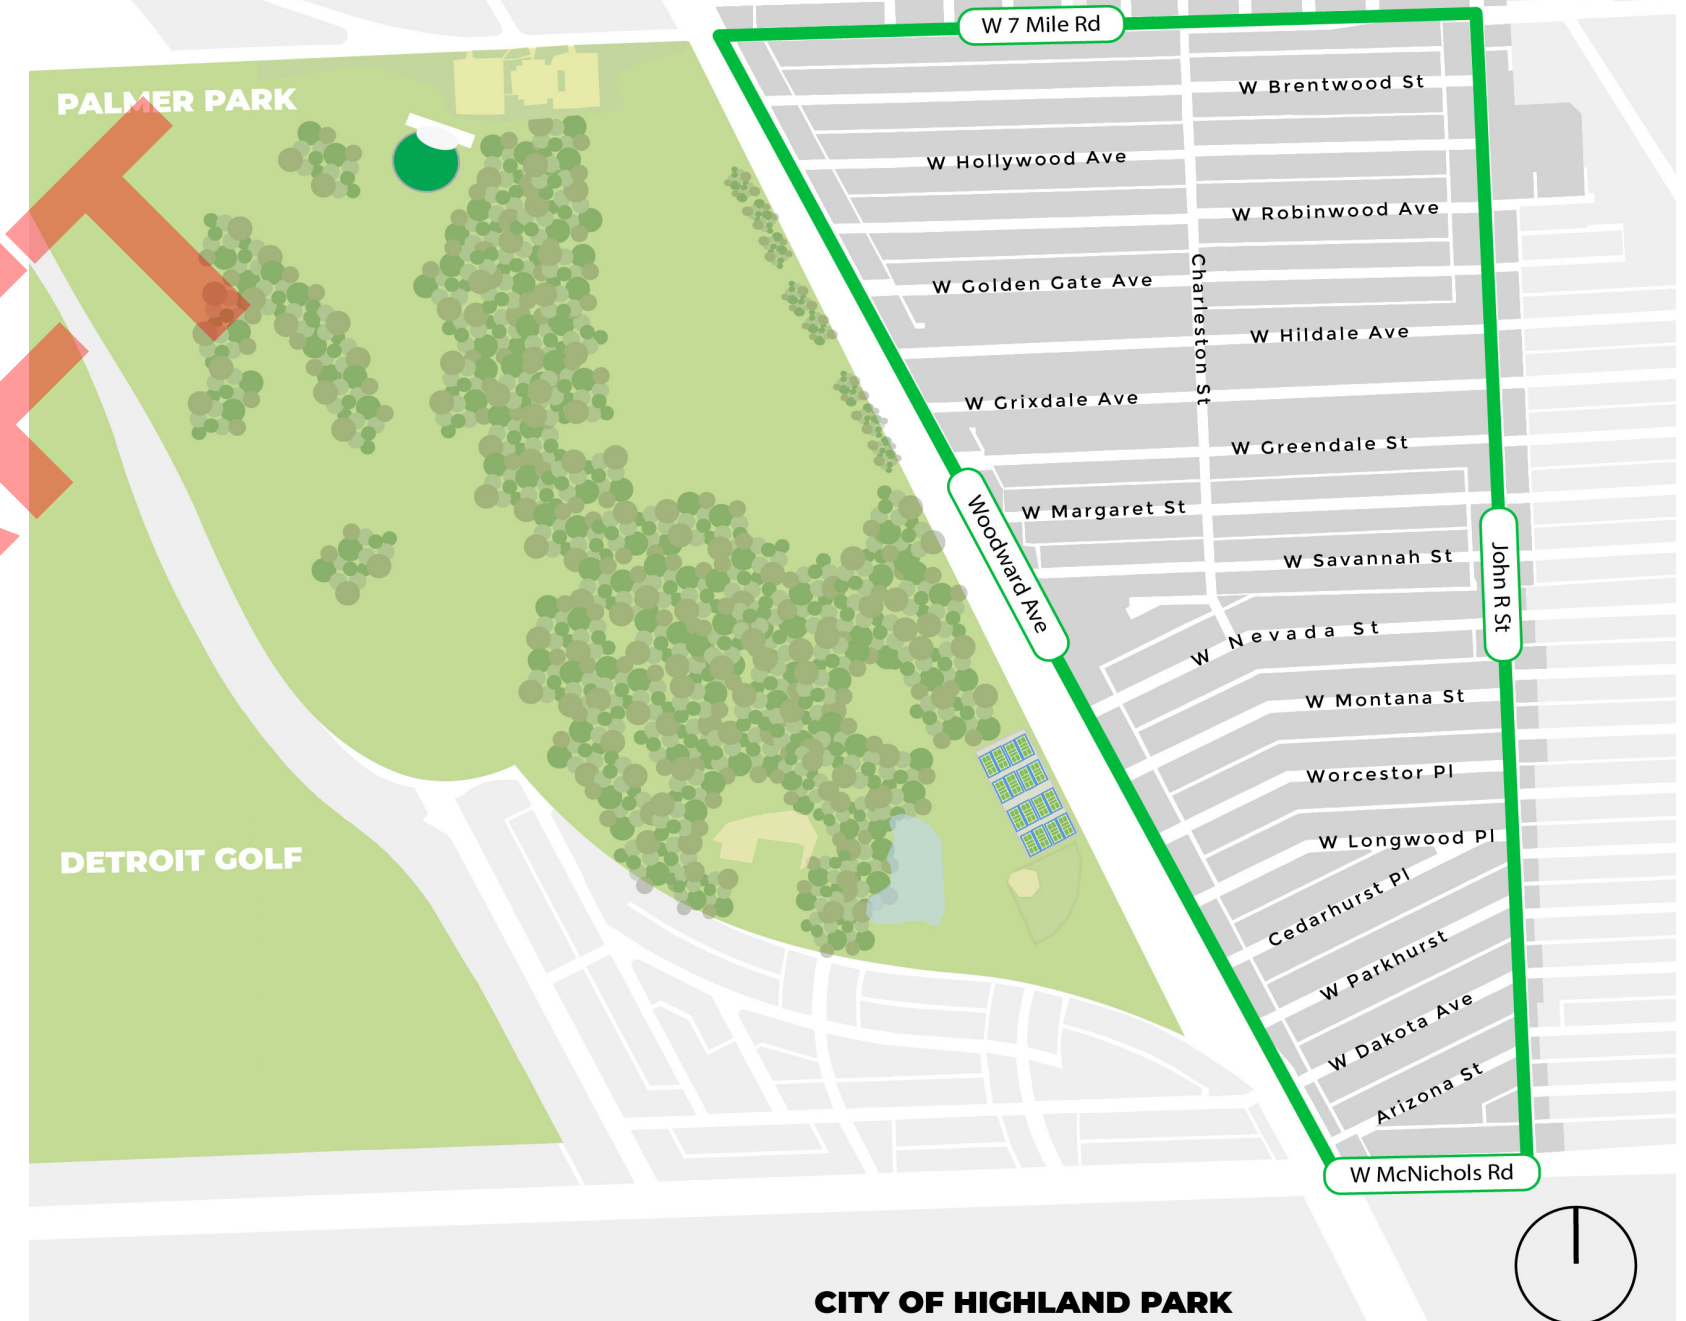 W 7 Mile Rd
PALMER PARK
W Brentwood St
W Hollywood Ave
W Robinwood Ave
W Golden Gate Ave
Charleston St
W Hildale Ave
W Grixdale Ave
W Greendale St
Woodward Ave
W Margaret St
John R St
W Savannah St
W Nevada St
W Montana St
Worcestor Pl
W Longwood Pl
DETROIT GOLF
Cedarhurst Pl
W Parkhurst
W Dakota Ave
Arizona St
W McNichols Rd
CITY OF HIGHLAND PARK